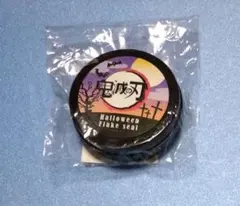 鬼滅の刃
Halloween
flake seal